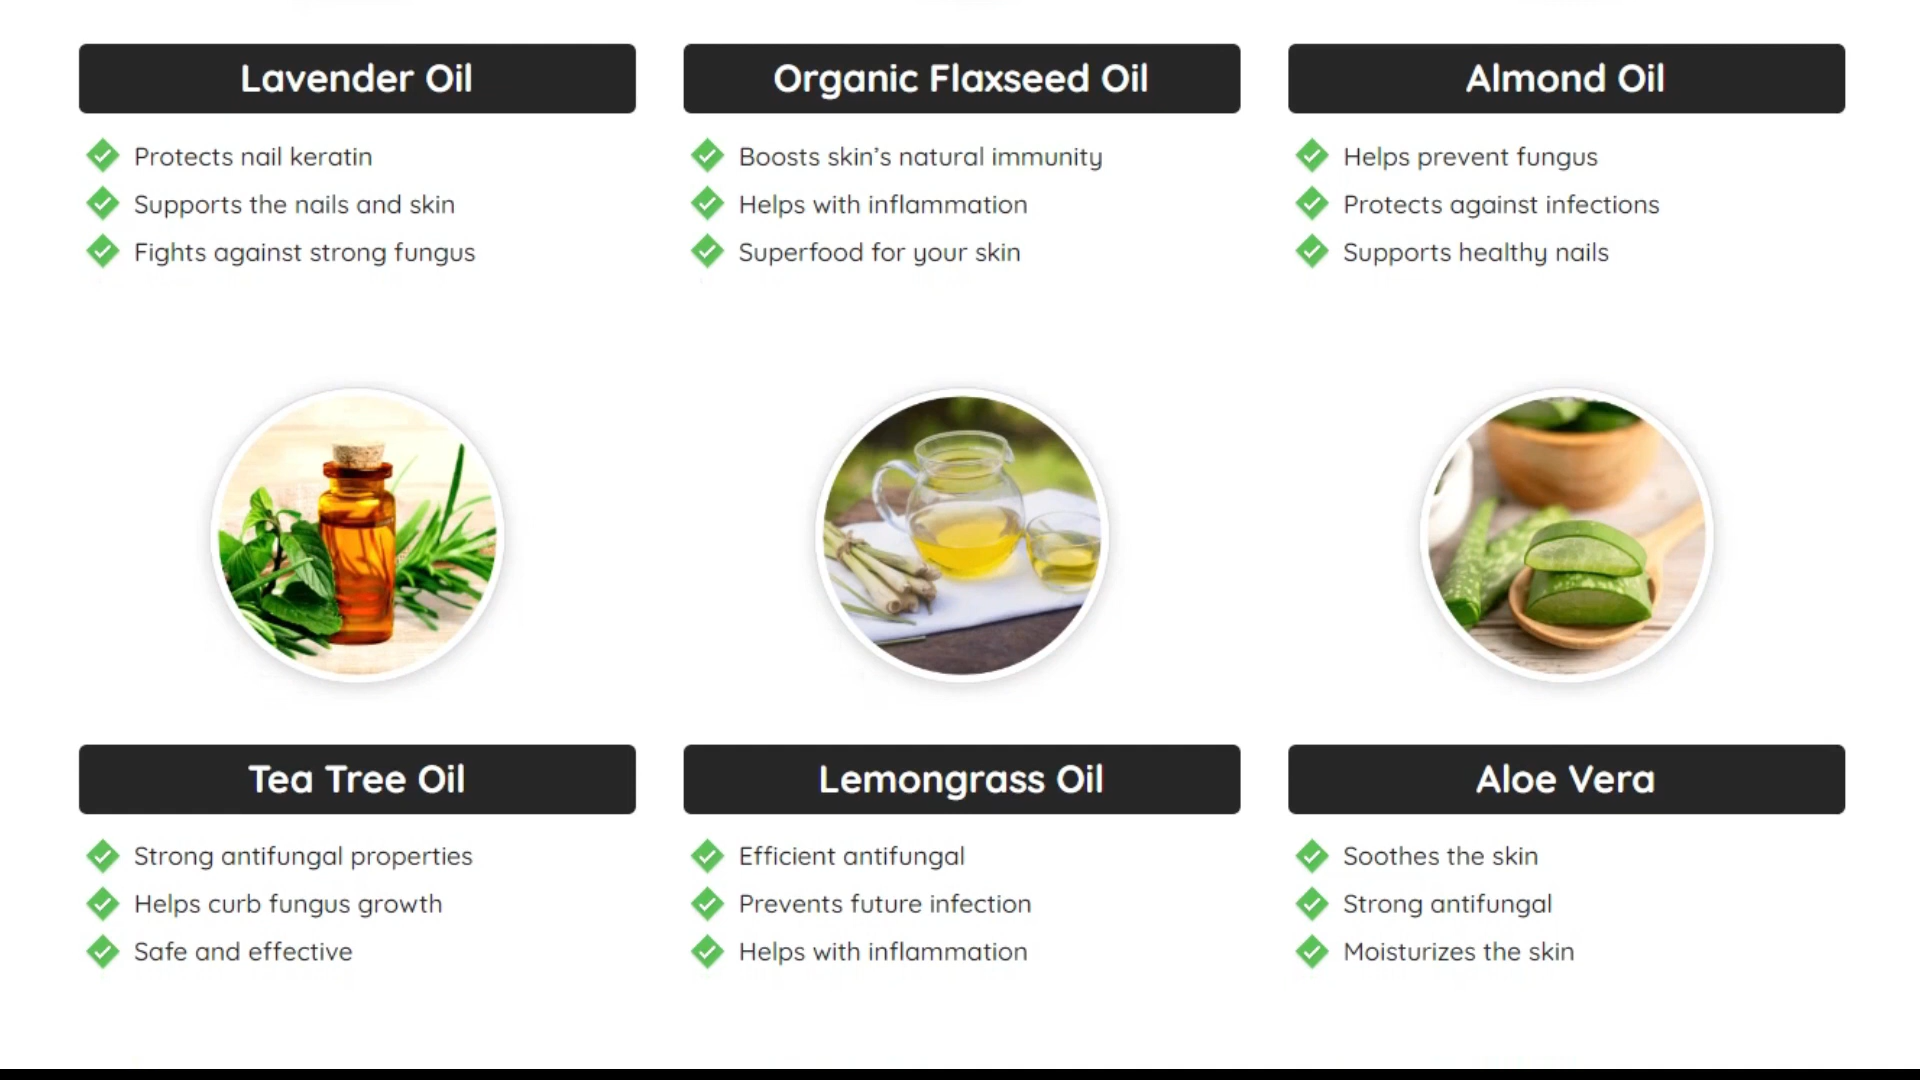 Lavender Oil
Protects nail keratin
Supports the nails and skin
Fights against strong fungus
Organic Flaxseed Oil
Boosts skin’s natural immunity
Helps with inflammation
Superfood for your skin
Almond Oil
Helps prevent fungus
Protects against infections
Supports healthy nails
Tea Tree Oil
Strong antifungal properties
Helps curb fungus growth
Safe and effective
Lemongrass Oil
Efficient antifungal
Prevents future infection
Helps with inflammation
Aloe Vera
Soothes the skin
Strong antifungal
Moisturizes the skin